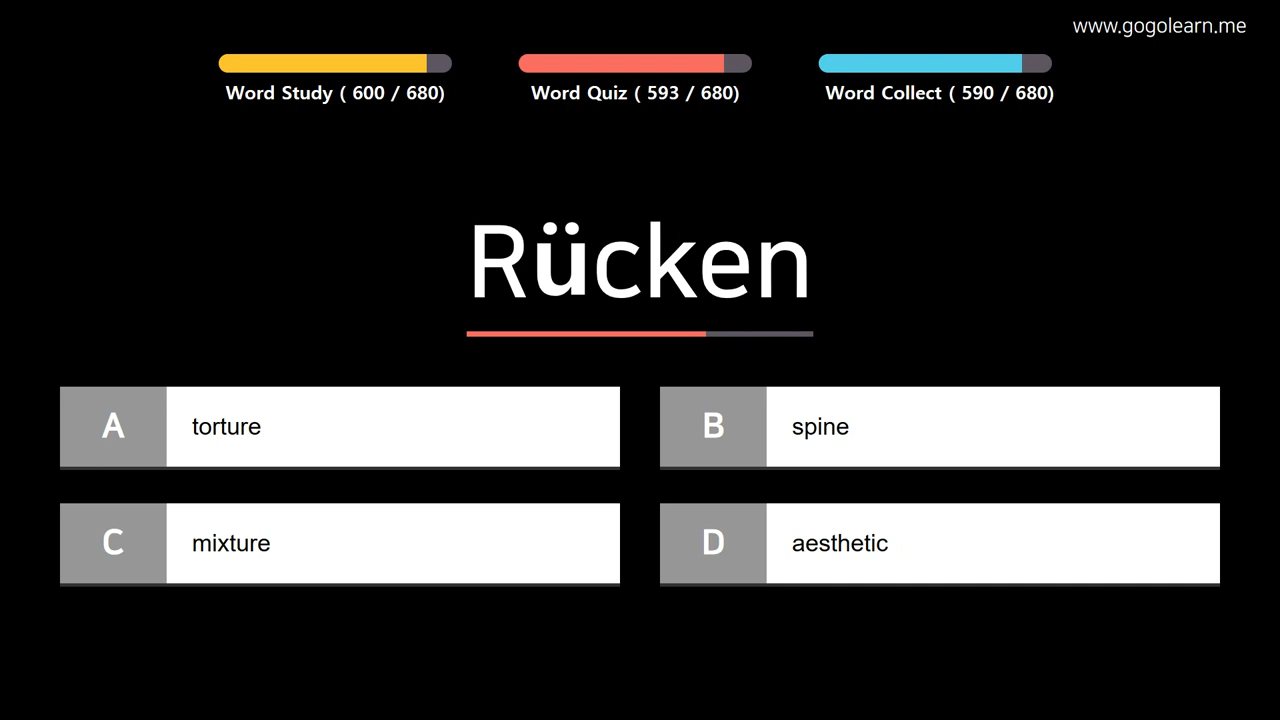 www.gogolearn.me
Word Study ( 600 / 680)
Word Quiz ( 593 / 680)
Word Collect ( 590 / 680)
Rücken
A torture
B spine
C mixture
D aesthetic